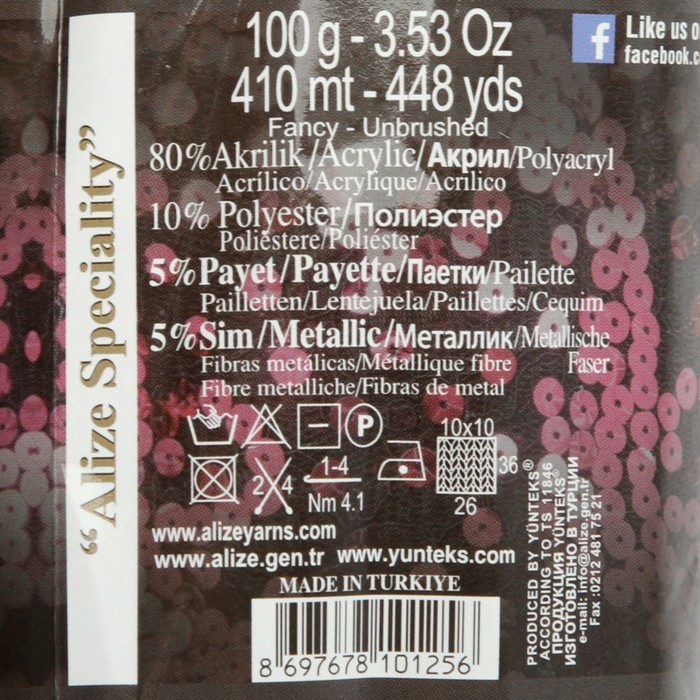 “Alize Speciality”
100 g - 3.53 Oz
410 mt - 448 yds
Fancy - Unbrushed
Like us o
facebook.c
80%Akrilik/Acrylic/Акрил/Polyacryl
Acrílico/Acrylique/Acrilico
10% Polyester/Полиэстер
Poliestere/Poliéster
5%Payet/Payette/Паетки/Pailette
Pailletten/Lentejuela/Paillettes/Cequim
5%Sim/Metallic/Металлик/Metallische
Faser
Fibras metálicas/Métallique fibre
Fibre metalliche/Fibras de metal
P
2 4
1-4
Nm 4.1
10x10
36
26
www.alizeyarns.com
www.alize.gen.tr www.yunteks.com
MADE IN TURKIYE
8 697678 101256
PRODUCED BY YÜNTEKS®
ACCORDING TO TS 11846
ПРОДУКЦИЯ YÜNTEKS®
ИЗГОТОВЛЕНО В ТУРЦИИ
e-mail: info@alize.gen.tr
Fax :0212 481 75 21